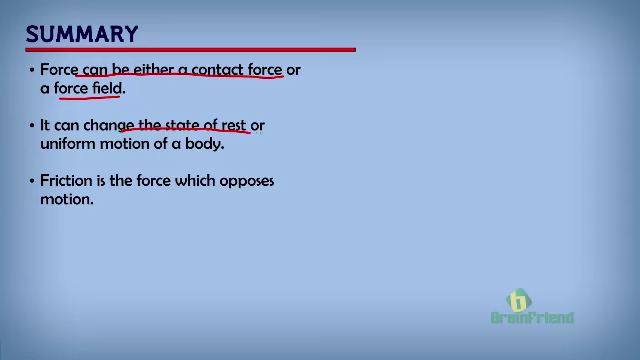 SUMMARY
• Force can be either a contact force or
a force field.
• It can change the state of rest or
uniform motion of a body.
• Friction is the force which opposes
motion.
b
BrainFriend